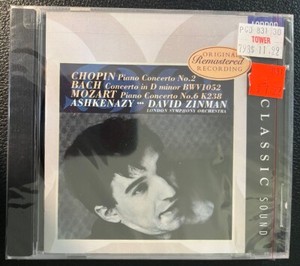 CHOPIN Piano Concerto No.2
BACH Concerto in D minor BWV1052
MOZART Piano Concerto No.6 K238
ASHKENAZY DAVID ZINMAN
LONDON SYMPHONY ORCHESTRA
ORIGINAL
Remastered
RECORDING
TOWER
CLASSIC SOUND